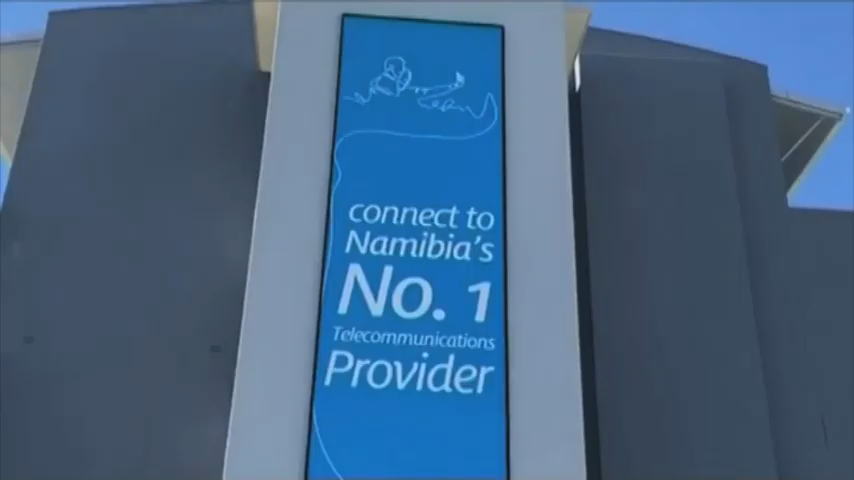 connect to
Namibia's
No. 1
Telecommunications
Provider